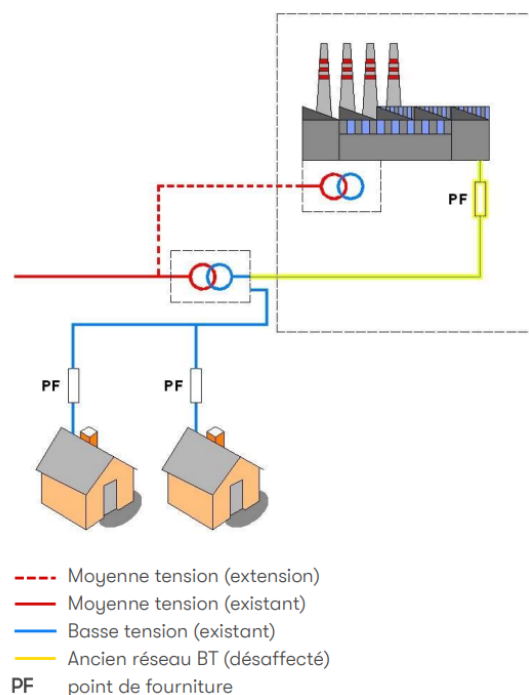 PF
PF
PF
Moyenne tension (extension)
Moyenne tension (existant)
Basse tension (existant)
Ancien réseau BT (désaffecté)
PF point de fourniture